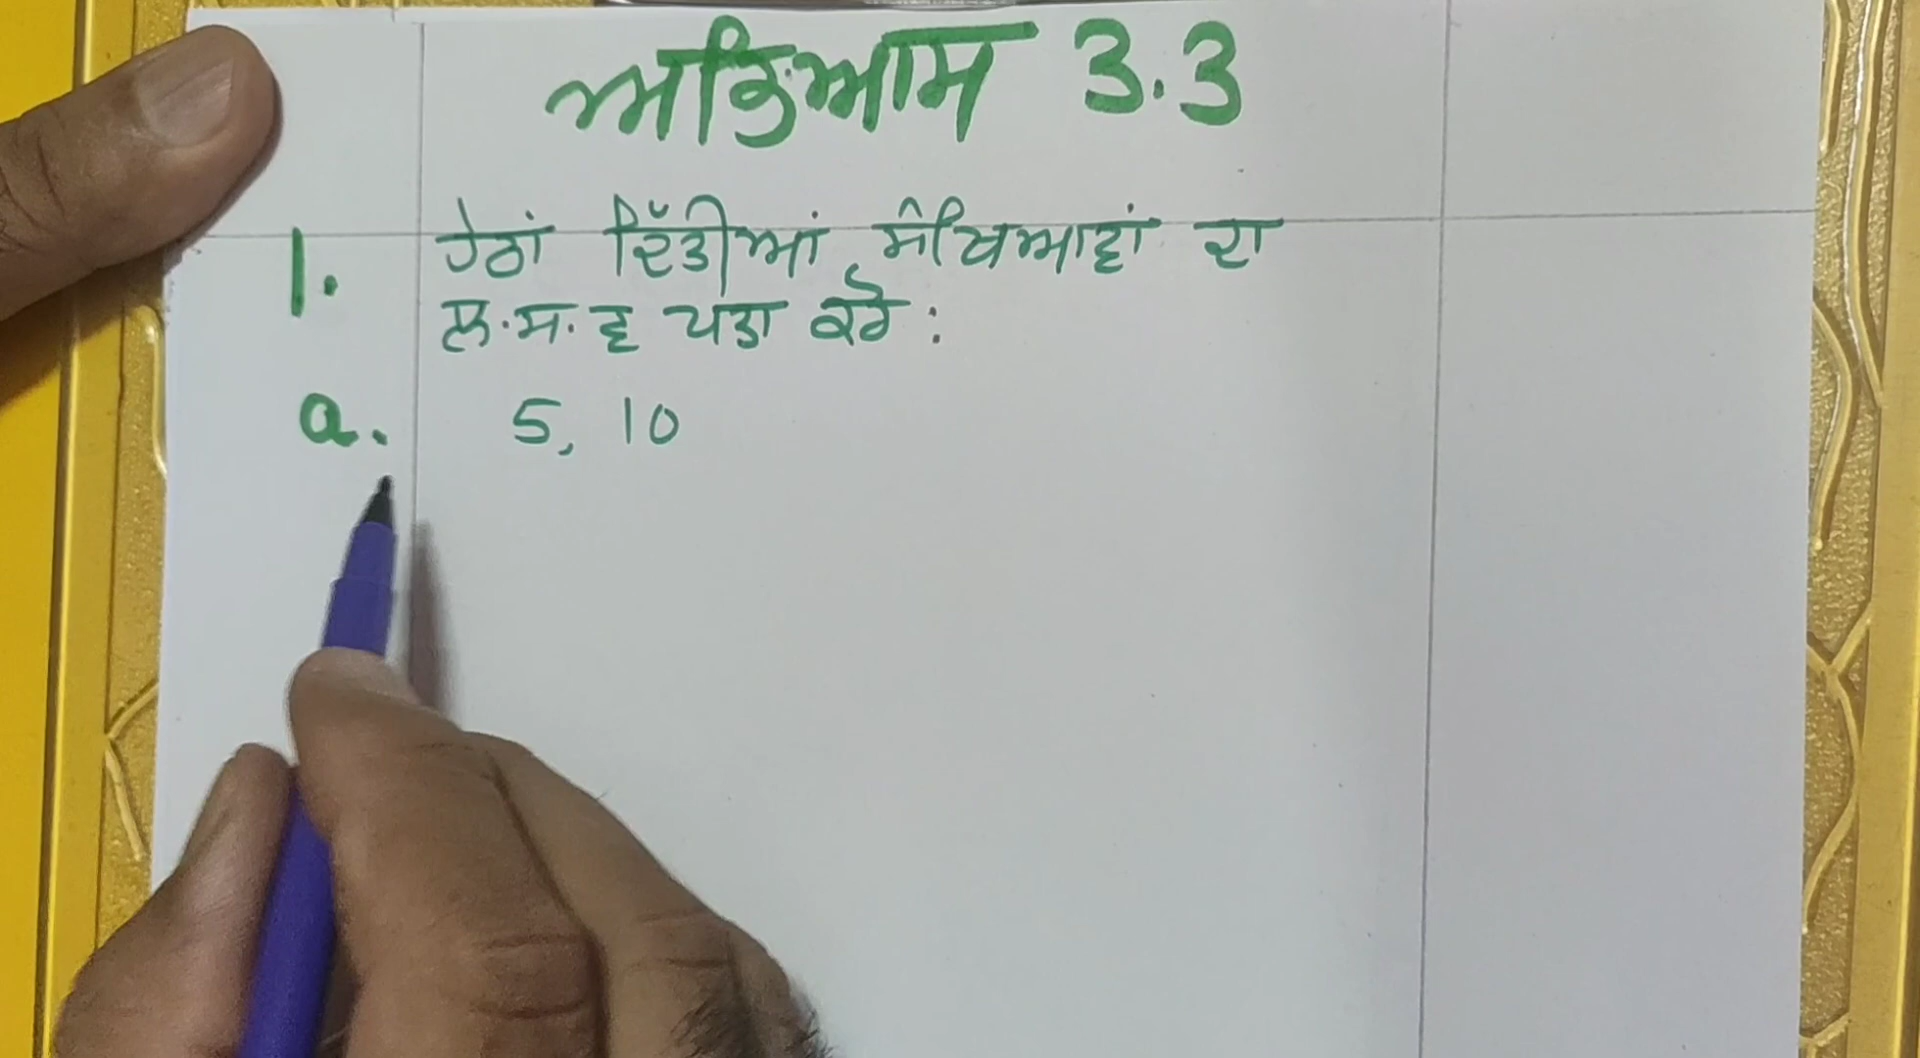 ਅਭਿਆਸ 3.3
1. ਹੇਠਾਂ ਦਿੱਤੀਆਂ ਸੰਖਿਆਵਾਂ ਦਾ
ਲ.ਸ.ਵ ਪਤਾ ਕਰੋ :
a. 5, 10